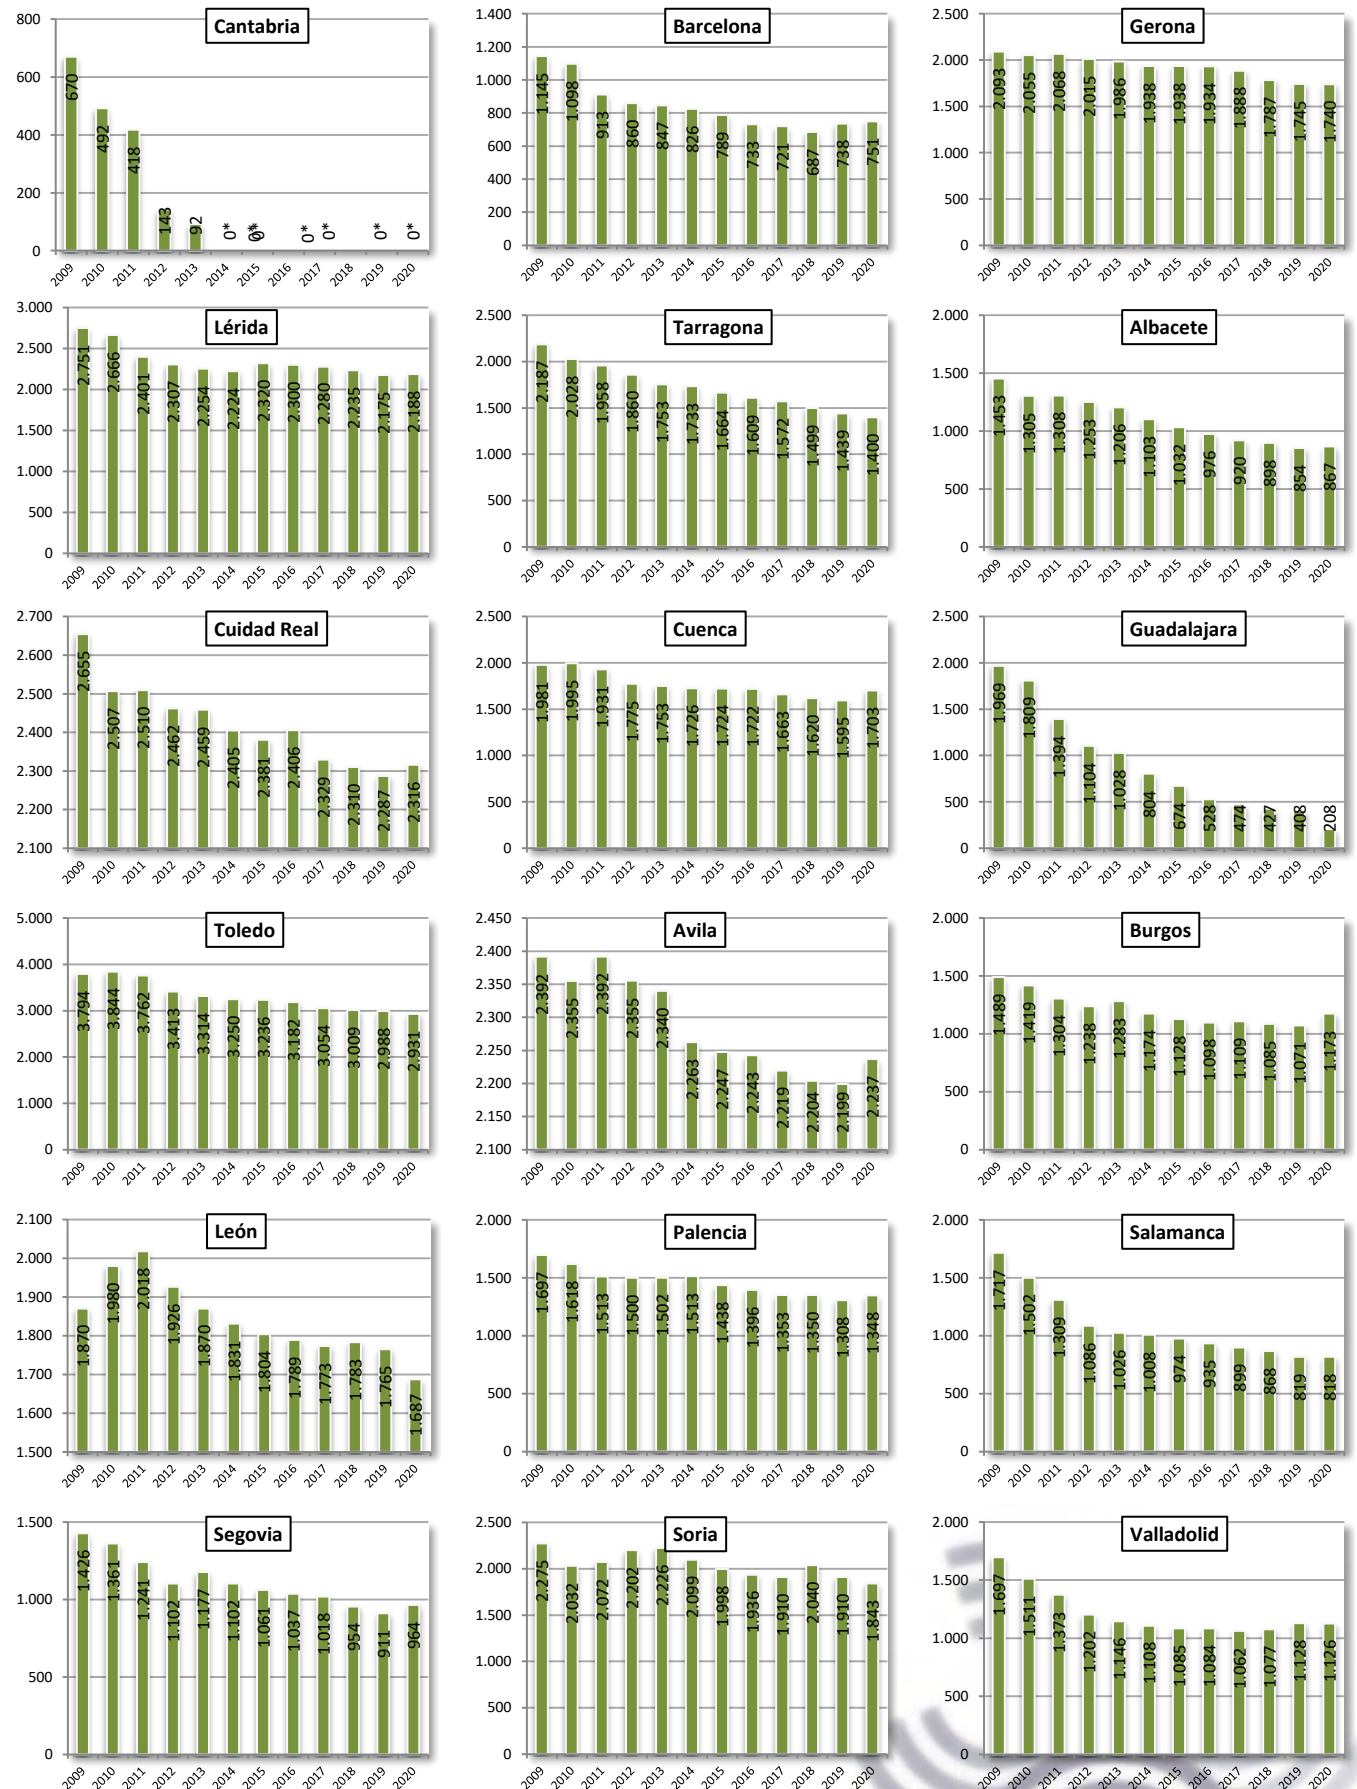 Cantabria
800
600
400
200
0
670
492
418
143
92
0*
0*
0*
0*
0*
0*
0*
2009 2010 2011 2012 2013 2014 2015 2016 2017 2018 2019 2020
Barcelona
1.400
1.200
1.000
800
600
400
200
0
1.145 1.098 913 860 847 826 789 733 721 687 738 751
2009 2010 2011 2012 2013 2014 2015 2016 2017 2018 2019 2020
Gerona
2.500
2.000
1.500
1.000
500
0
2.093 2.055 2.068 2.015 1.986 1.938 1.938 1.934 1.888 1.787 1.745 1.740
2009 2010 2011 2012 2013 2014 2015 2016 2017 2018 2019 2020
Lérida
3.000
2.500
2.000
1.500
1.000
500
0
2.751 2.666 2.401 2.307 2.254 2.224 2.320 2.300 2.280 2.235 2.175 2.188
2009 2010 2011 2012 2013 2014 2015 2016 2017 2018 2019 2020
Tarragona
2.500
2.000
1.500
1.000
500
0
2.187 2.028 1.958 1.860 1.753 1.733 1.664 1.609 1.572 1.499 1.439 1.400
2009 2010 2011 2012 2013 2014 2015 2016 2017 2018 2019 2020
Albacete
2.000
1.500
1.000
500
0
1.453 1.305 1.308 1.253 1.206 1.103 1.032 976 920 898 854 867
2009 2010 2011 2012 2013 2014 2015 2016 2017 2018 2019 2020
Cuidad Real
2.700
2.600
2.500
2.400
2.300
2.200
2.100
2.655 2.507 2.510 2.462 2.459 2.405 2.381 2.406 2.329 2.310 2.287 2.316
2009 2010 2011 2012 2013 2014 2015 2016 2017 2018 2019 2020
Cuenca
2.500
2.000
1.500
1.000
500
0
1.981 1.995 1.931 1.775 1.753 1.726 1.724 1.722 1.663 1.620 1.595 1.703
2009 2010 2011 2012 2013 2014 2015 2016 2017 2018 2019 2020
Guadalajara
2.500
2.000
1.500
1.000
500
0
1.969 1.809 1.394 1.104 1.028 804 674 528 474 427 408 208
2009 2010 2011 2012 2013 2014 2015 2016 2017 2018 2019 2020
Toledo
5.000
4.000
3.000
2.000
1.000
0
3.794 3.844 3.762 3.413 3.314 3.250 3.236 3.182 3.054 3.009 2.988 2.931
2009 2010 2011 2012 2013 2014 2015 2016 2017 2018 2019 2020
Avila
2.450
2.400
2.350
2.300
2.250
2.200
2.150
2.100
2.392 2.355 2.392 2.355 2.340 2.263 2.247 2.243 2.219 2.204 2.199 2.237
2009 2010 2011 2012 2013 2014 2015 2016 2017 2018 2019 2020
Burgos
2.000
1.500
1.000
500
0
1.489 1.419 1.304 1.238 1.283 1.174 1.128 1.098 1.109 1.085 1.071 1.173
2009 2010 2011 2012 2013 2014 2015 2016 2017 2018 2019 2020
León
2.100
2.000
1.900
1.800
1.700
1.600
1.500
1.870 1.980 2.018 1.926 1.870 1.831 1.804 1.789 1.773 1.783 1.765 1.687
2009 2010 2011 2012 2013 2014 2015 2016 2017 2018 2019 2020
Palencia
2.000
1.500
1.000
500
0
1.697 1.618 1.513 1.500 1.502 1.513 1.438 1.396 1.353 1.350 1.308 1.348
2009 2010 2011 2012 2013 2014 2015 2016 2017 2018 2019 2020
Salamanca
2.000
1.500
1.000
500
0
1.717 1.502 1.309 1.086 1.026 1.008 974 935 899 868 819 818
2009 2010 2011 2012 2013 2014 2015 2016 2017 2018 2019 2020
Segovia
1.500
1.000
500
0
1.426 1.361 1.241 1.102 1.177 1.102 1.061 1.037 1.018 954 911 964
2009 2010 2011 2012 2013 2014 2015 2016 2017 2018 2019 2020
Soria
2.500
2.000
1.500
1.000
500
0
2.275 2.032 2.072 2.202 2.226 2.099 1.998 1.936 1.910 2.040 1.910 1.843
2009 2010 2011 2012 2013 2014 2015 2016 2017 2018 2019 2020
Valladolid
2.000
1.500
1.000
500
0
1.697 1.511 1.373 1.202 1.146 1.108 1.085 1.084 1.062 1.077 1.128 1.126
2009 2010 2011 2012 2013 2014 2015 2016 2017 2018 2019 2020